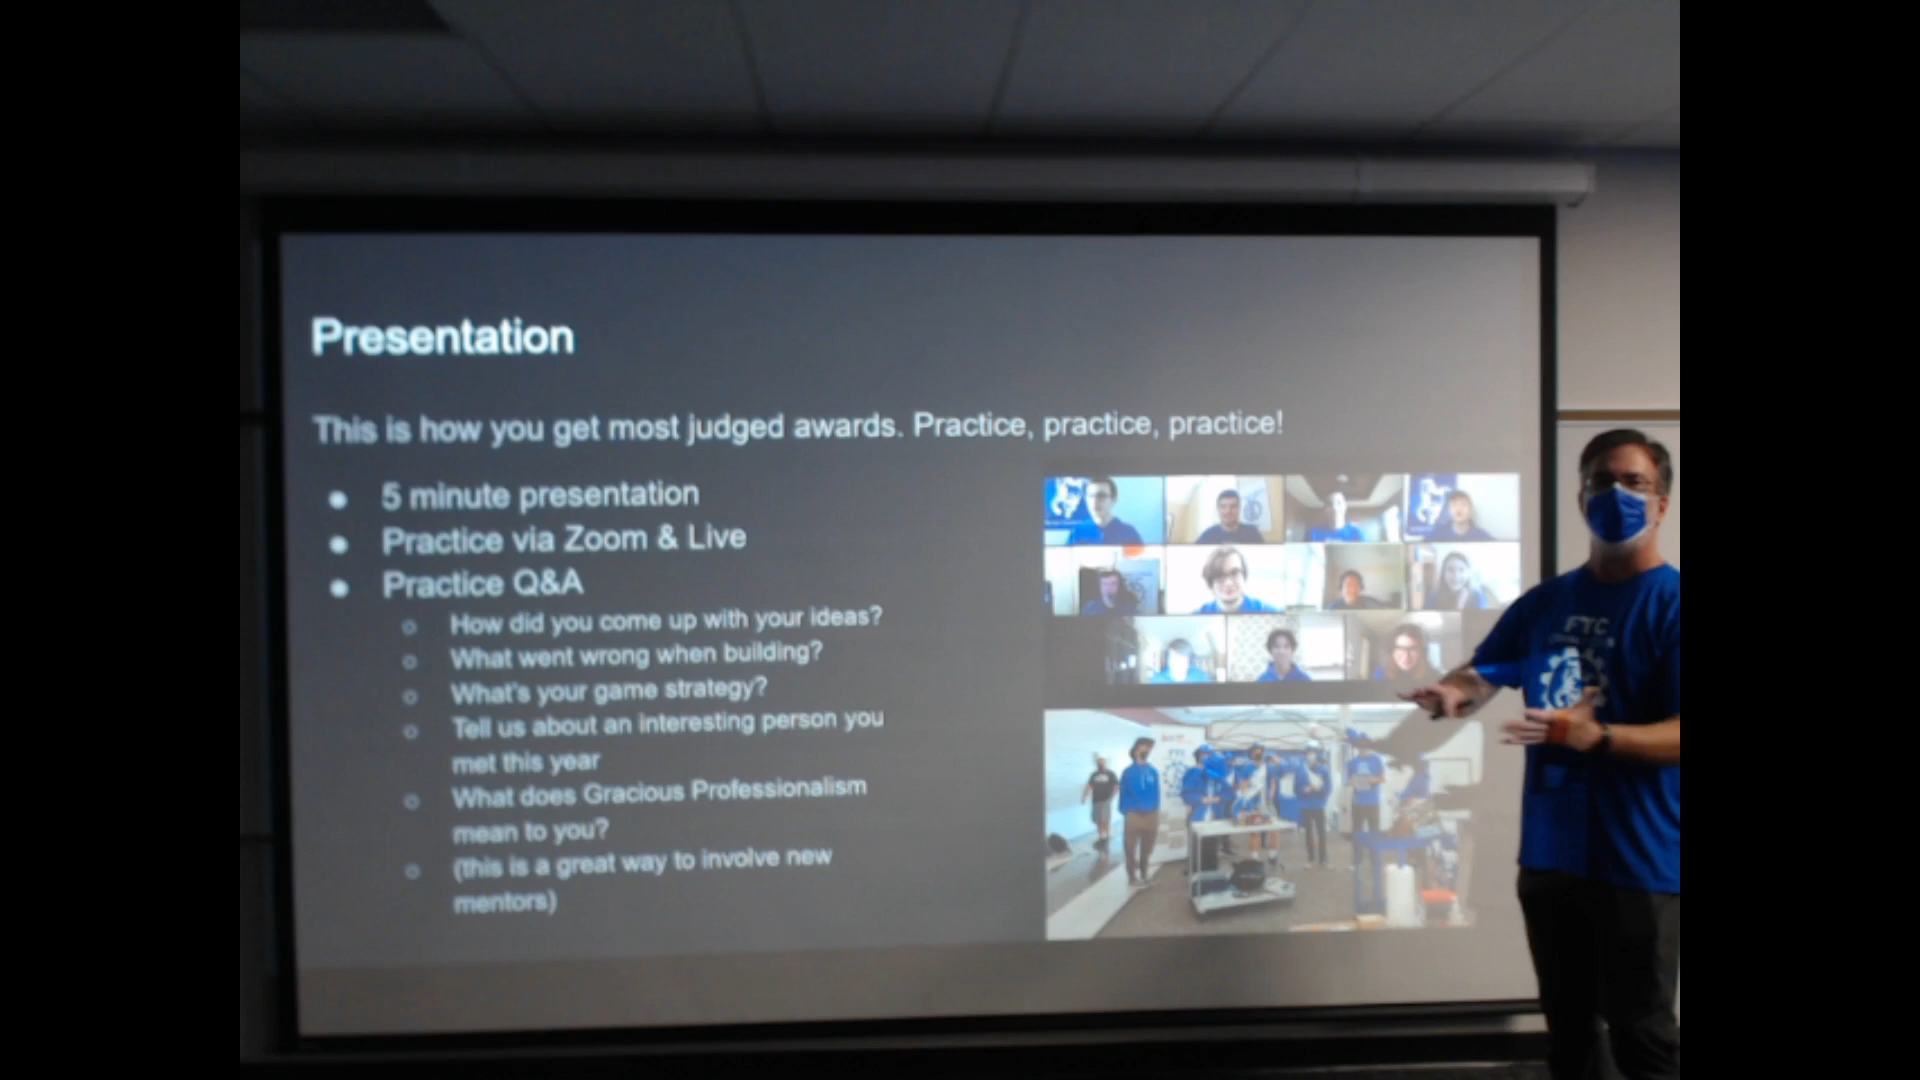 Presentation
This is how you get most judged awards. Practice, practice, practice!
● 5 minute presentation
● Practice via Zoom & Live
● Practice Q&A
○ How did you come up with your ideas?
○ What went wrong when building?
○ What's your game strategy?
○ Tell us about an interesting person you
met this year
○ What does Gracious Professionalism
mean to you?
○ (this is a great way to involve new
mentors)
FTC